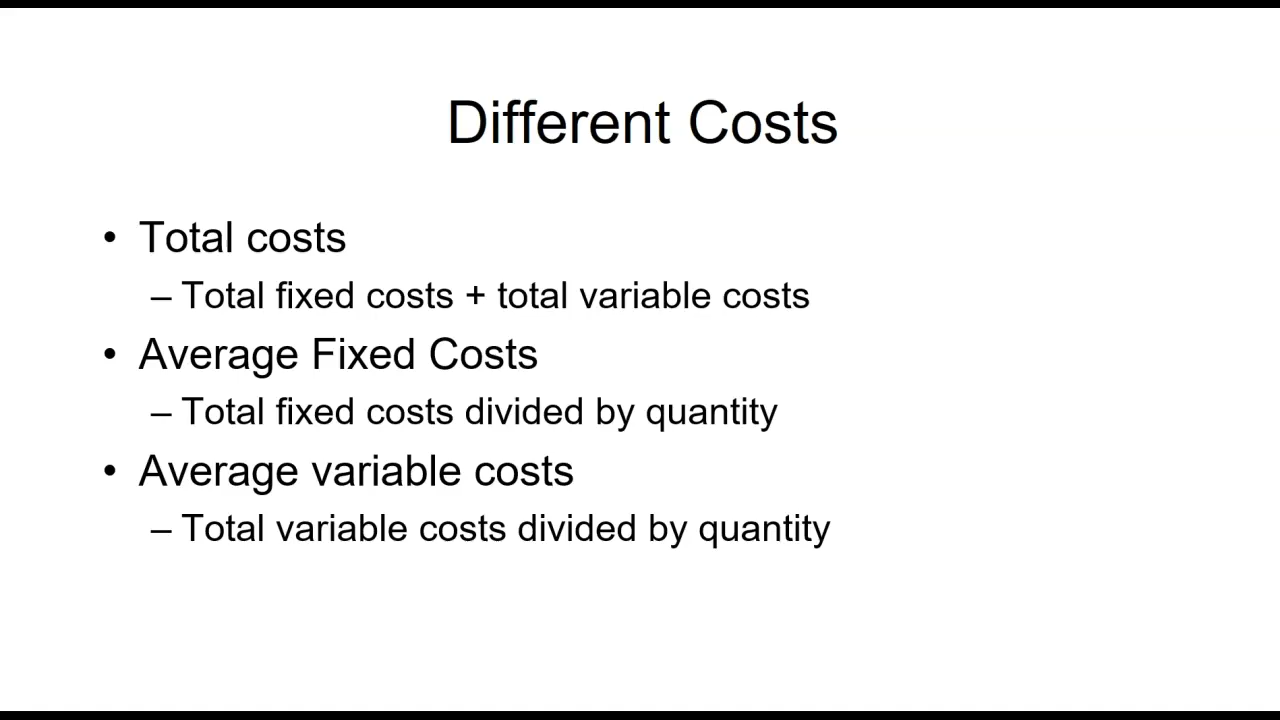 Different Costs
• Total costs
– Total fixed costs + total variable costs
• Average Fixed Costs
– Total fixed costs divided by quantity
• Average variable costs
– Total variable costs divided by quantity